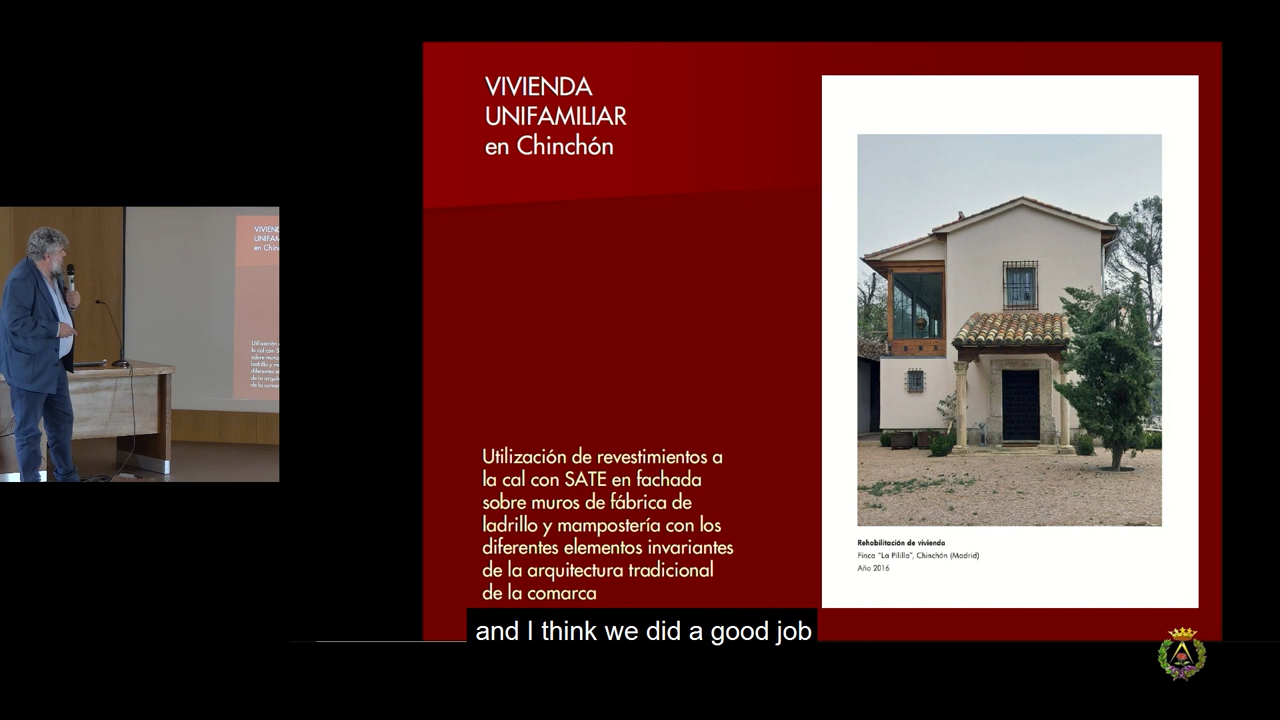 VIVIENDA
UNIFAMILIAR
en Chinchón
Utilización de revestimientos a
la cal con SATE en fachada
sobre muros de fábrica de
ladrillo y mampostería con los
diferentes elementos invariantes
de la arquitectura tradicional
de la comarca
Rehabilitación de vivienda
Finca "La Pililla", Chinchón (Madrid)
Año 2016
and I think we did a good job